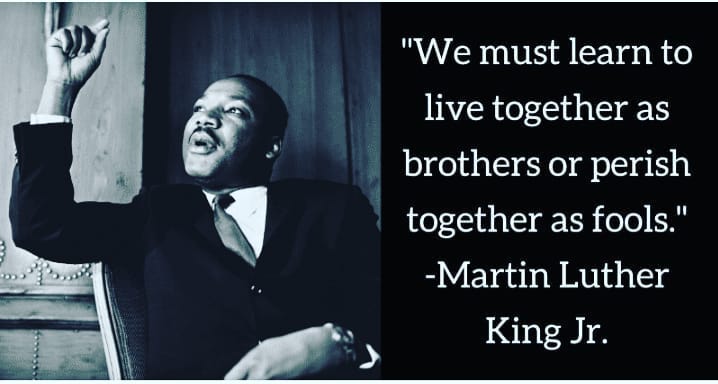 "We must learn to
live together as
brothers or perish
together as fools."
-Martin Luther
King Jr.